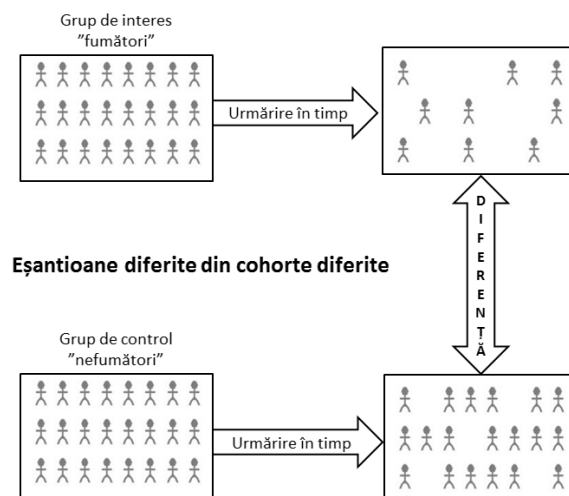 Grup de interes
”fumători”
Urmărire în timp
DIFERENȚĂ
Eșantioane diferite din cohorte diferite
Grup de control
”nefumători”
Urmărire în timp